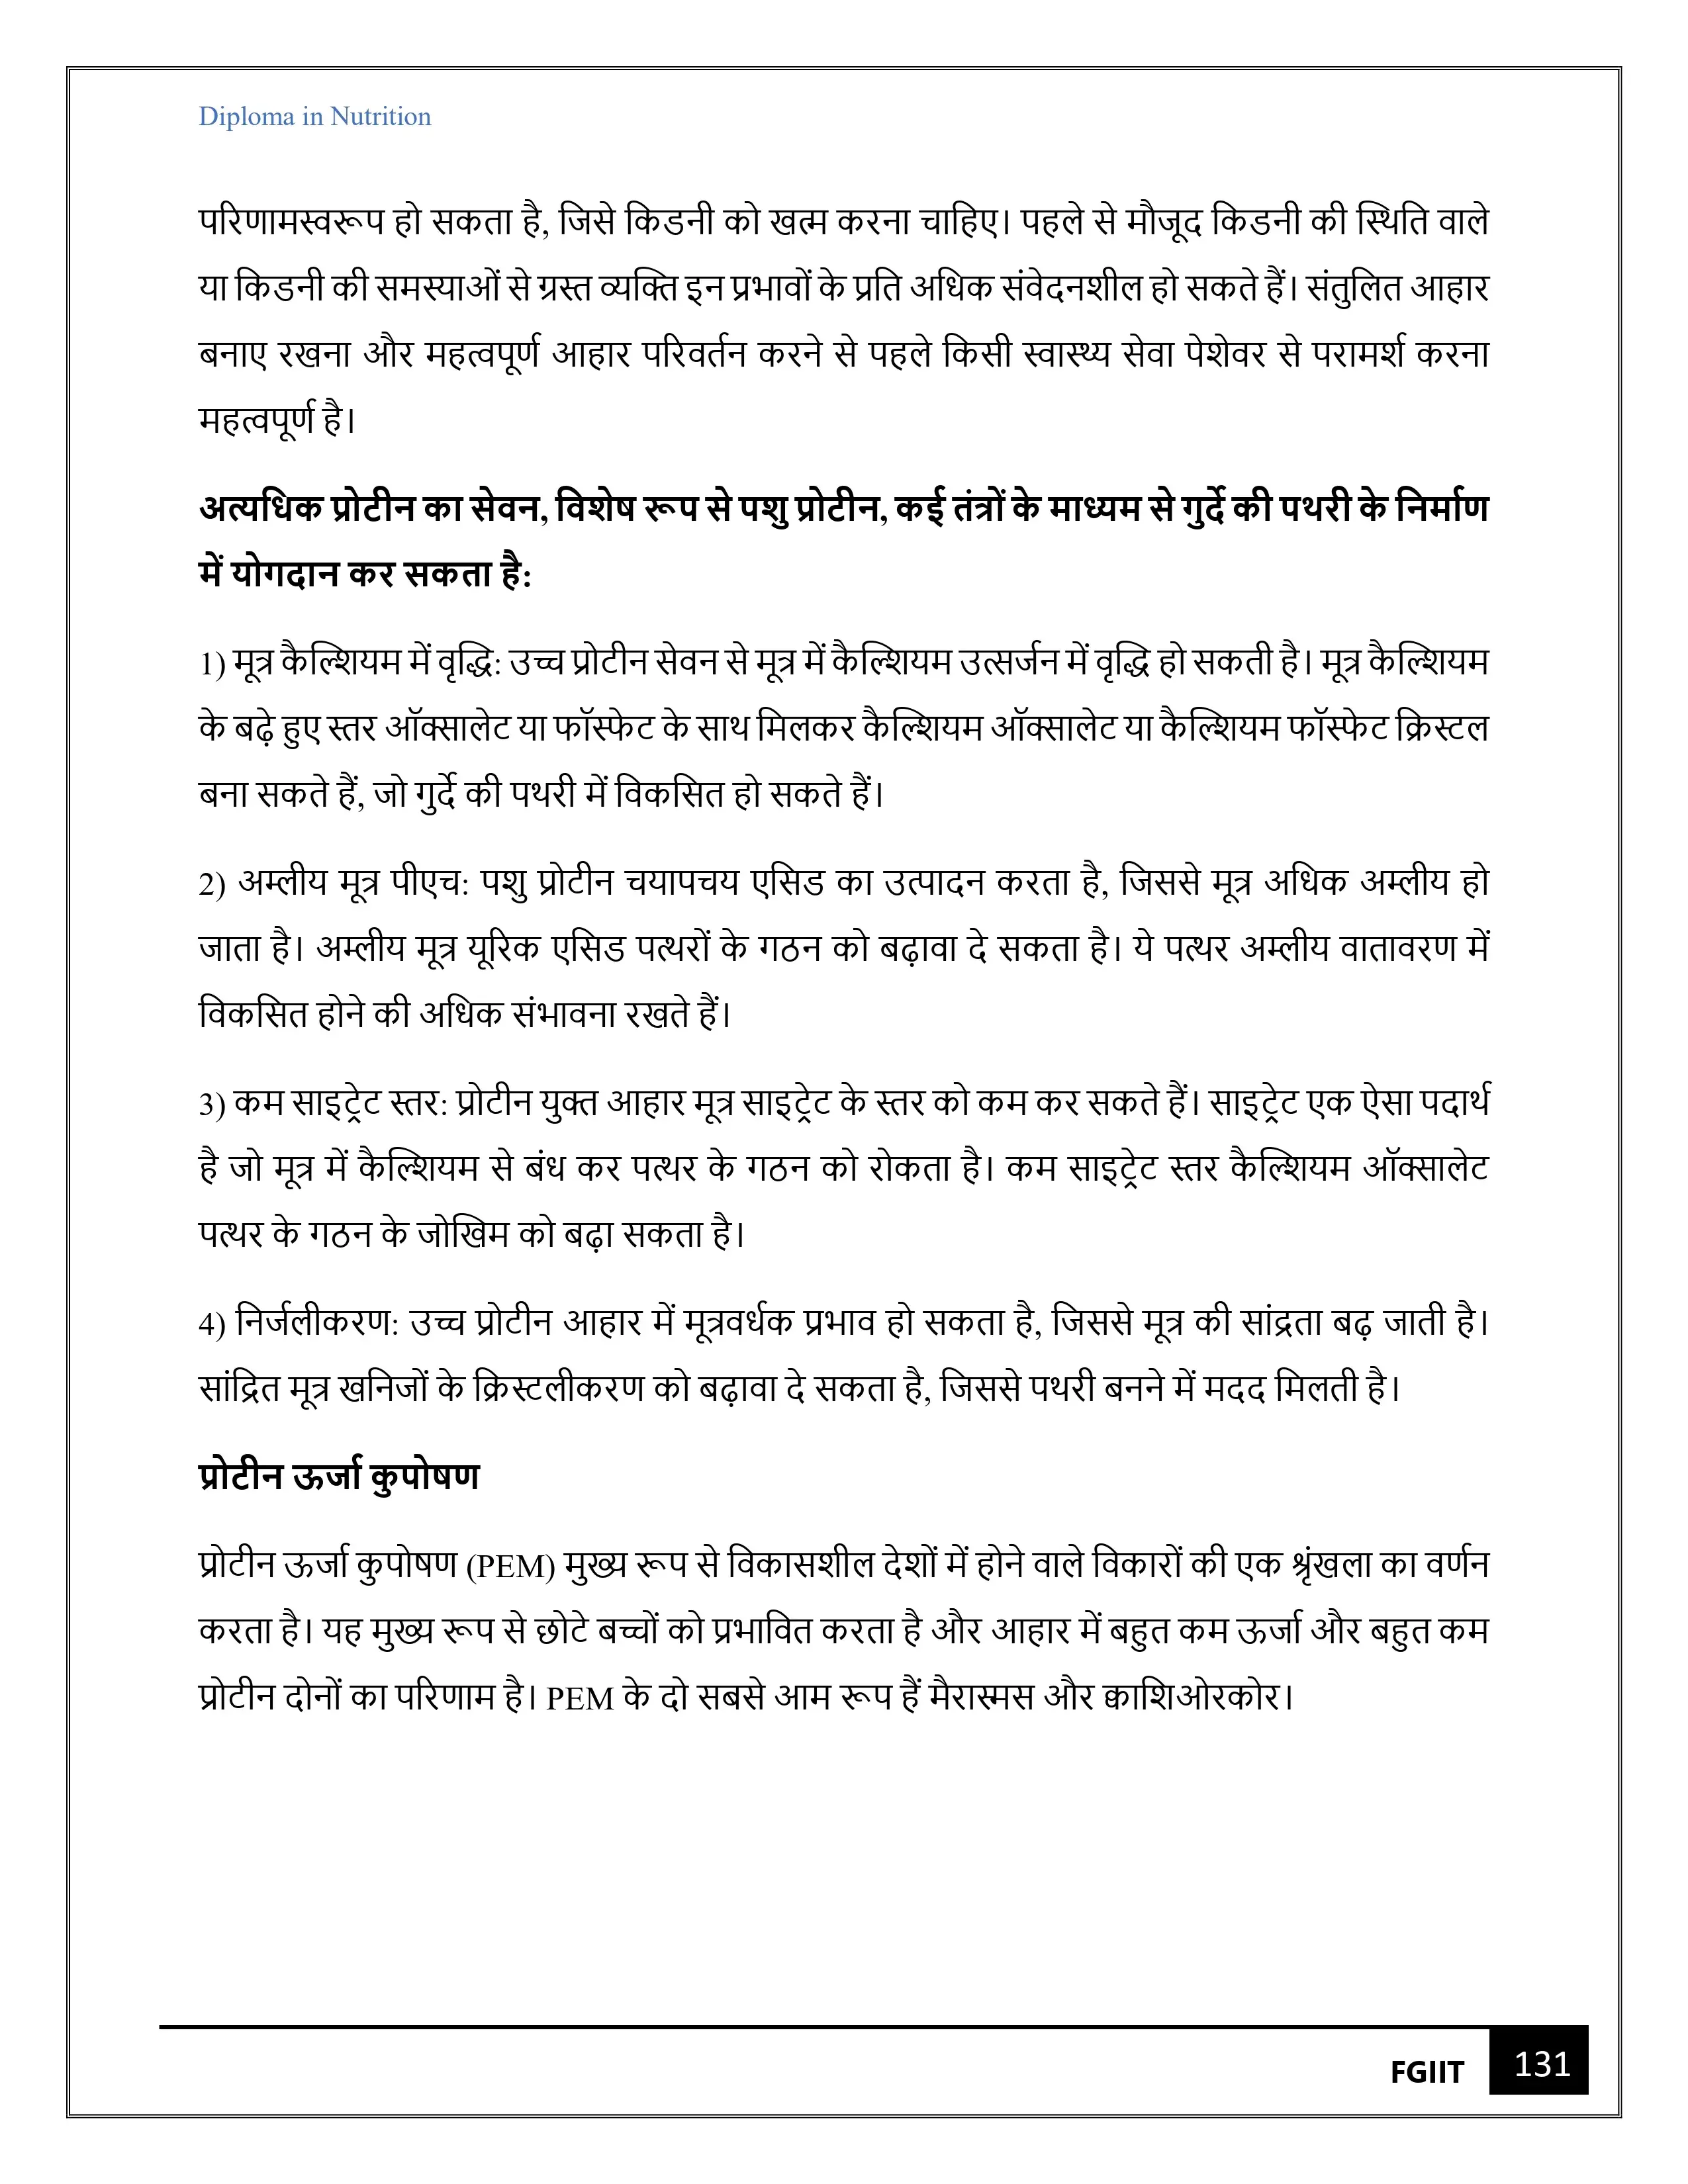 Diploma in Nutrition
परिणामस्वरूप हो सकता है, जिसे किडनी को खत्म करना चाहिए। पहले से मौजूद किडनी की स्थिति वाले
या किडनी की समस्याओं से ग्रस्त व्यक्ति इन प्रभावों के प्रति अधिक संवेदनशील हो सकते हैं। संतुलित आहार
बनाए रखना और महत्वपूर्ण आहार परिवर्तन करने से पहले किसी स्वास्थ्य सेवा पेशेवर से परामर्श करना
महत्वपूर्ण है।
अत्यधिक प्रोटीन का सेवन, विशेष रूप से पशु प्रोटीन, कई तंत्रों के माध्यम से गुर्दे की पथरी के निर्माण
में योगदान कर सकता है:
1) मूत्र कैल्शियम में वृद्धि: उच्च प्रोटीन सेवन से मूत्र में कैल्शियम उत्सर्जन में वृद्धि हो सकती है। मूत्र कैल्शियम
के बढ़े हुए स्तर ऑक्सालेट या फॉस्फेट के साथ मिलकर कैल्शियम ऑक्सालेट या कैल्शियम फॉस्फेट क्रिस्टल
बना सकते हैं, जो गुर्दे की पथरी में विकसित हो सकते हैं।
2) अम्लीय मूत्र पीएच: पशु प्रोटीन चयापचय एसिड का उत्पादन करता है, जिससे मूत्र अधिक अम्लीय हो
जाता है। अम्लीय मूत्र यूरिक एसिड पत्थरों के गठन को बढ़ावा दे सकता है। ये पत्थर अम्लीय वातावरण में
विकसित होने की अधिक संभावना रखते हैं।
3) कम साइट्रेट स्तर: प्रोटीन युक्त आहार मूत्र साइट्रेट के स्तर को कम कर सकते हैं। साइट्रेट एक ऐसा पदार्थ
है जो मूत्र में कैल्शियम से बंध कर पत्थर के गठन को रोकता है। कम साइट्रेट स्तर कैल्शियम ऑक्सालेट
पत्थर के गठन के जोखिम को बढ़ा सकता है।
4) निर्जलीकरण: उच्च प्रोटीन आहार में मूत्रवर्धक प्रभाव हो सकता है, जिससे मूत्र की सांद्रता बढ़ जाती है।
सांद्रित मूत्र खनिजों के क्रिस्टलीकरण को बढ़ावा दे सकता है, जिससे पथरी बनने में मदद मिलती है।
प्रोटीन ऊर्जा कुपोषण
प्रोटीन ऊर्जा कुपोषण (PEM) मुख्य रूप से विकासशील देशों में होने वाले विकारों की एक श्रृंखला का वर्णन
करता है। यह मुख्य रूप से छोटे बच्चों को प्रभावित करता है और आहार में बहुत कम ऊर्जा और बहुत कम
प्रोटीन दोनों का परिणाम है। PEM के दो सबसे आम रूप हैं मैरास्मस और क्वाशिओरकोर।
FGIIT 131